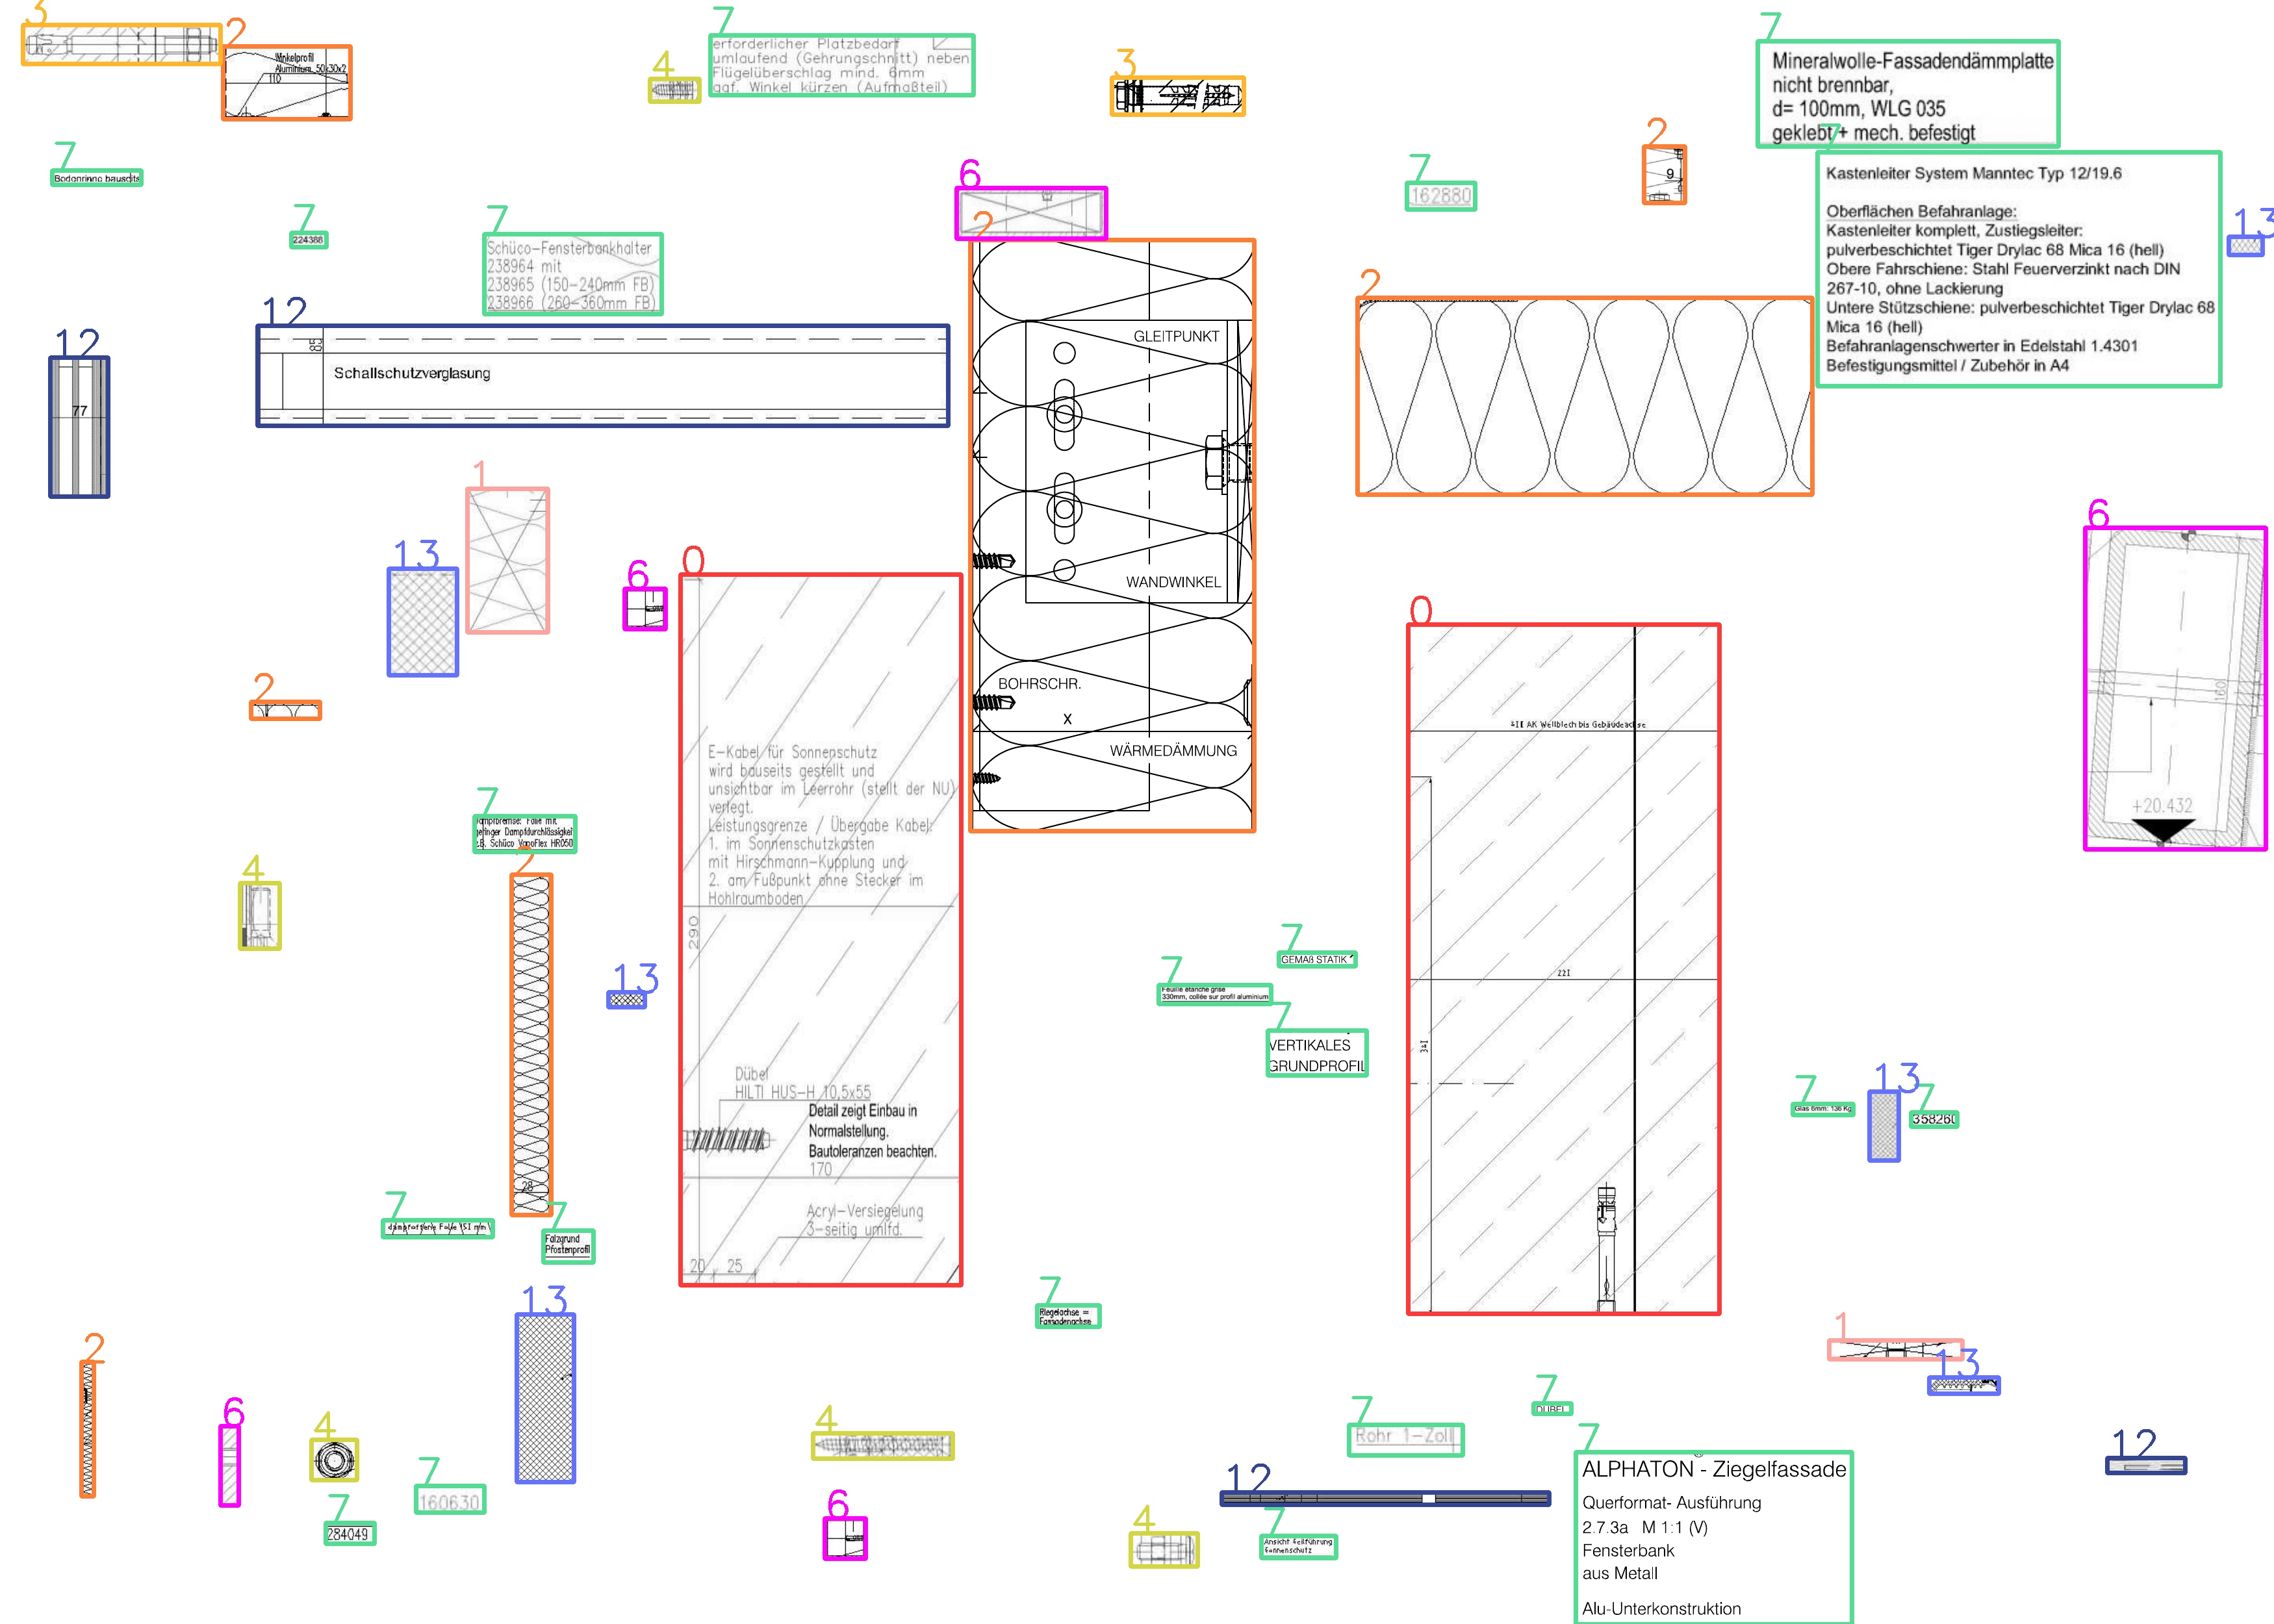 3
2
Winkelprofil
Aluminium 50x30x2
110
7
Bodenrinne bauseits
7
224388
4
7
erforderlicher Platzbedarf
umlaufend (Gehrungschnitt) neben
Flügelüberschlag mind. 6mm
ggf. Winkel kürzen (Aufmaßteil)
3
7
Mineralwolle-Fassadendämmplatte
nicht brennbar,
d= 100mm, WLG 035
geklebt + mech. befestigt
2
9
7
162880
7
Kastenleiter System Manntec Typ 12/19.6
Oberflächen Befahranlage:
Kastenleiter komplett, Zustiegsleiter:
pulverbeschichtet Tiger Drylac 68 Mica 16 (hell)
Obere Fahrschiene: Stahl Feuerverzinkt nach DIN
267-10, ohne Lackierung
Untere Stützschiene: pulverbeschichtet Tiger Drylac 68
Mica 16 (hell)
Befahranlagenschwerter in Edelstahl 1.4301
Befestigungsmittel / Zubehör in A4
13
7
Schüco-Fensterbankhalter
238964 mit
238965 (150-240mm FB)
238966 (260-360mm FB)
6
2
GLEITPUNKT
WANDWINKEL
BOHRSCHR.
X
WÄRMEDÄMMUNG
2
12
77
12
85
Schallschutzverglasung
1
13
6
6
160
+20.432
0
E-Kabel für Sonnenschutz
wird bauseits gestellt und
unsichtbar im Leerrohr (stellt der NU)
verlegt.
Leistungsgrenze / Übergabe Kabel:
1. im Sonnenschutzkasten
mit Hirschmann-Kupplung und
2. am Fußpunkt ohne Stecker im
Hohlraumboden
290
Dübel
HILTI HUS-H 10,5x55
Detail zeigt Einbau in
Normalstellung.
Bautoleranzen beachten.
170
Acryl-Versiegelung
3-seitig umlfd.
20 25
0
AK Wellblech bis Gebäudeachse
221
341
2
7
Dampfbremse: Folie mit
geringer Dampfdurchlässigkei
z.B. Schüco VapoFlex HR050
2
28
4
13
7
GEMAß STATIK
7
Feuille étanche grise
330mm, collée sur profil aluminium
7
VERTIKALES
GRUNDPROFIL
7
Glas 6mm: 136 Kg
13
7
358260
7
dampfoffene Folie
7
Falzgrund
Pfostenprofil
7
Riegelachse =
Fassadenachse
13
1
13
2
6
4
7
284049
7
160630
4
6
4
12
7
Ansicht Seilführung
Sonnenschutz
7
Rohr 1-Zoll
7
DÜBEL
7
ALPHATON - Ziegelfassade
Querformat- Ausführung
2.7.3a M 1:1 (V)
Fensterbank
aus Metall
Alu-Unterkonstruktion
12